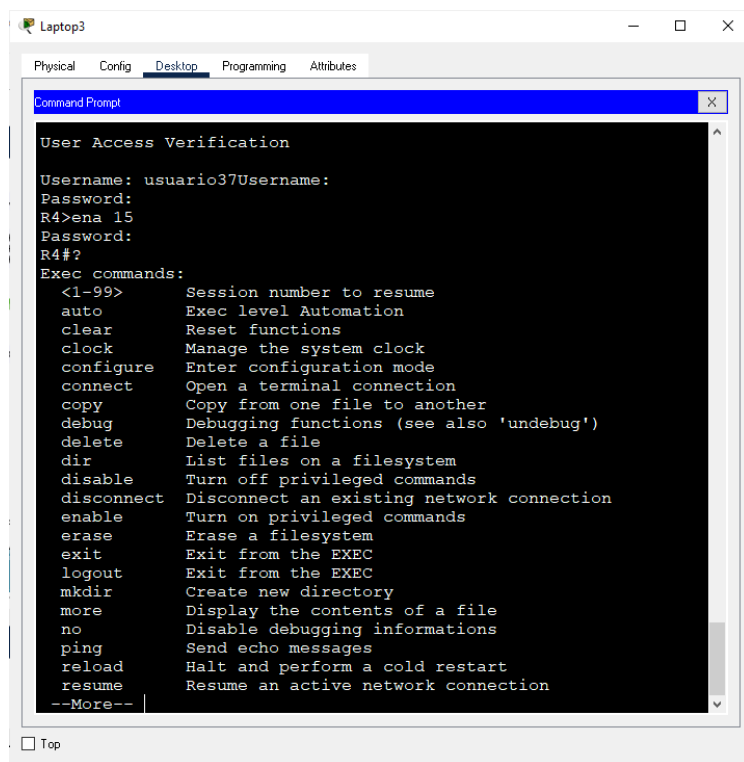 Laptop3
Physical Config Desktop Programming Attributes
Command Prompt
X
User Access Verification
Username: usuario37Username:
Password:
R4>ena 15
Password:
R4#?
Exec commands:
<1-99> Session number to resume
auto Exec level Automation
clear Reset functions
clock Manage the system clock
configure Enter configuration mode
connect Open a terminal connection
copy Copy from one file to another
debug Debugging functions (see also 'undebug')
delete Delete a file
dir List files on a filesystem
disable Turn off privileged commands
disconnect Disconnect an existing network connection
enable Turn on privileged commands
erase Erase a filesystem
exit Exit from the EXEC
logout Exit from the EXEC
mkdir Create new directory
more Display the contents of a file
no Disable debugging informations
ping Send echo messages
reload Halt and perform a cold restart
resume Resume an active network connection
--More--
Top